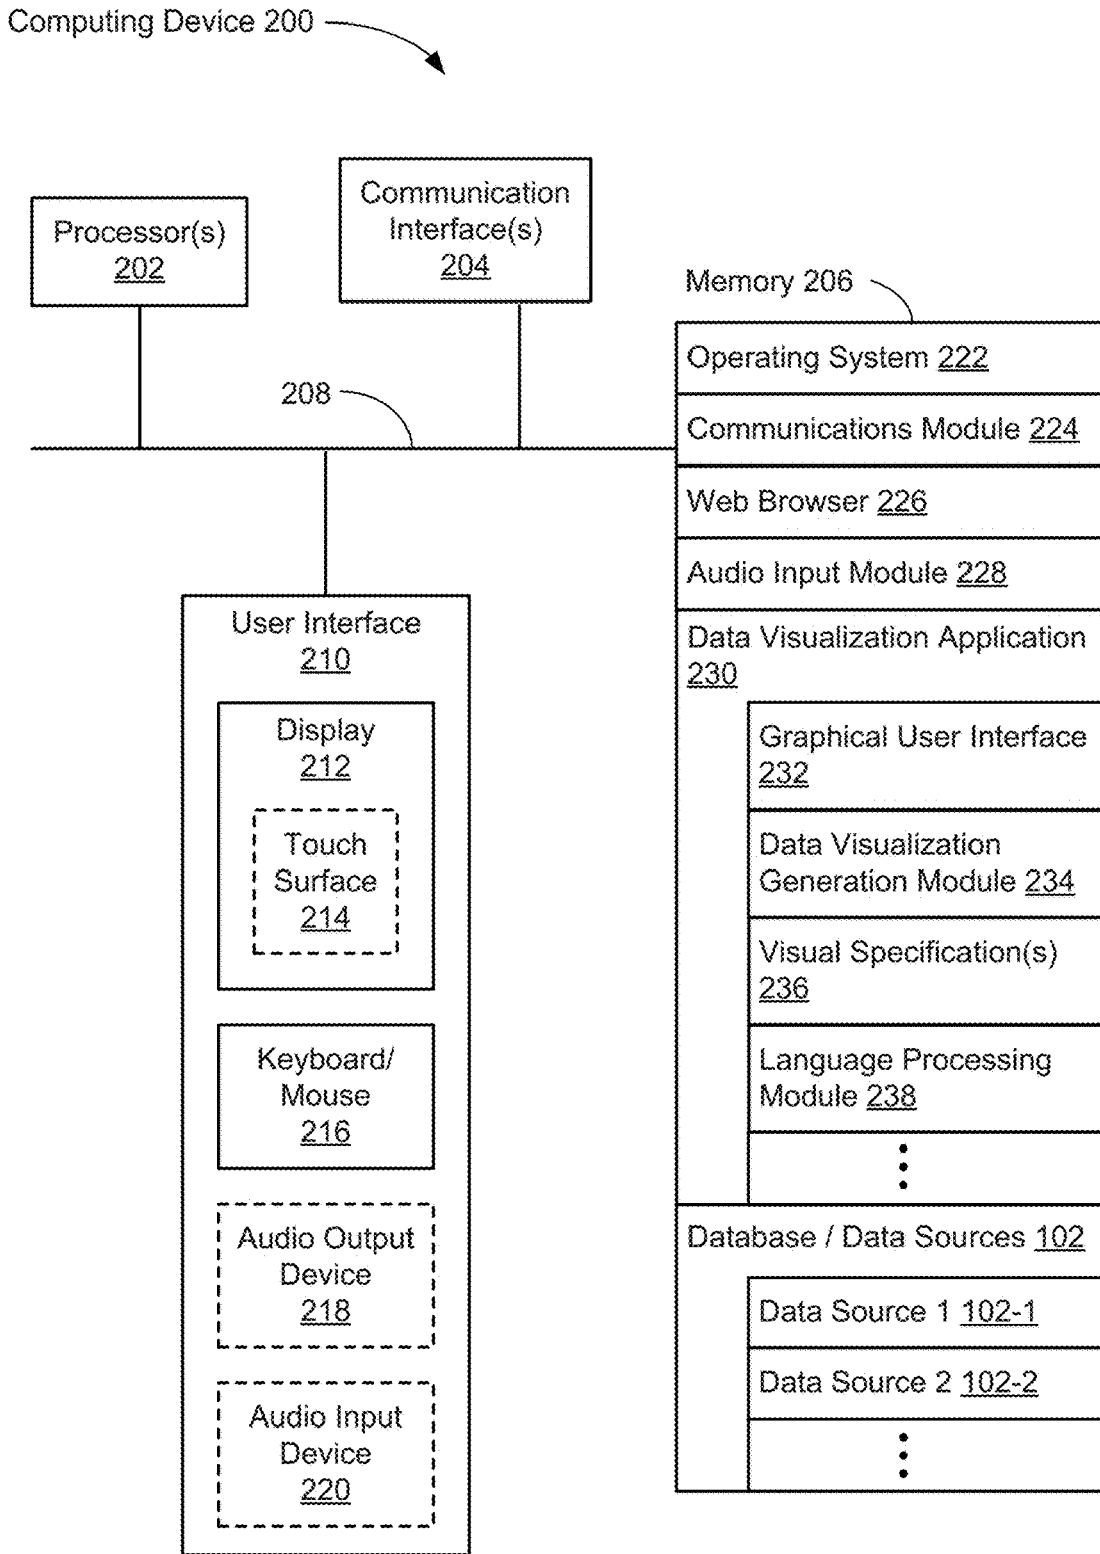 Computing Device 200
Processor(s)
202
Communication
Interface(s)
204
Memory 206
208
Operating System 222
Communications Module 224
Web Browser 226
Audio Input Module 228
Data Visualization Application
230
Graphical User Interface
232
Data Visualization
Generation Module 234
Visual Specification(s)
236
Language Processing
Module 238
Database / Data Sources 102
Data Source 1 102-1
Data Source 2 102-2
User Interface
210
Display
212
Touch
Surface
214
Keyboard/
Mouse
216
Audio Output
Device
218
Audio Input
Device
220